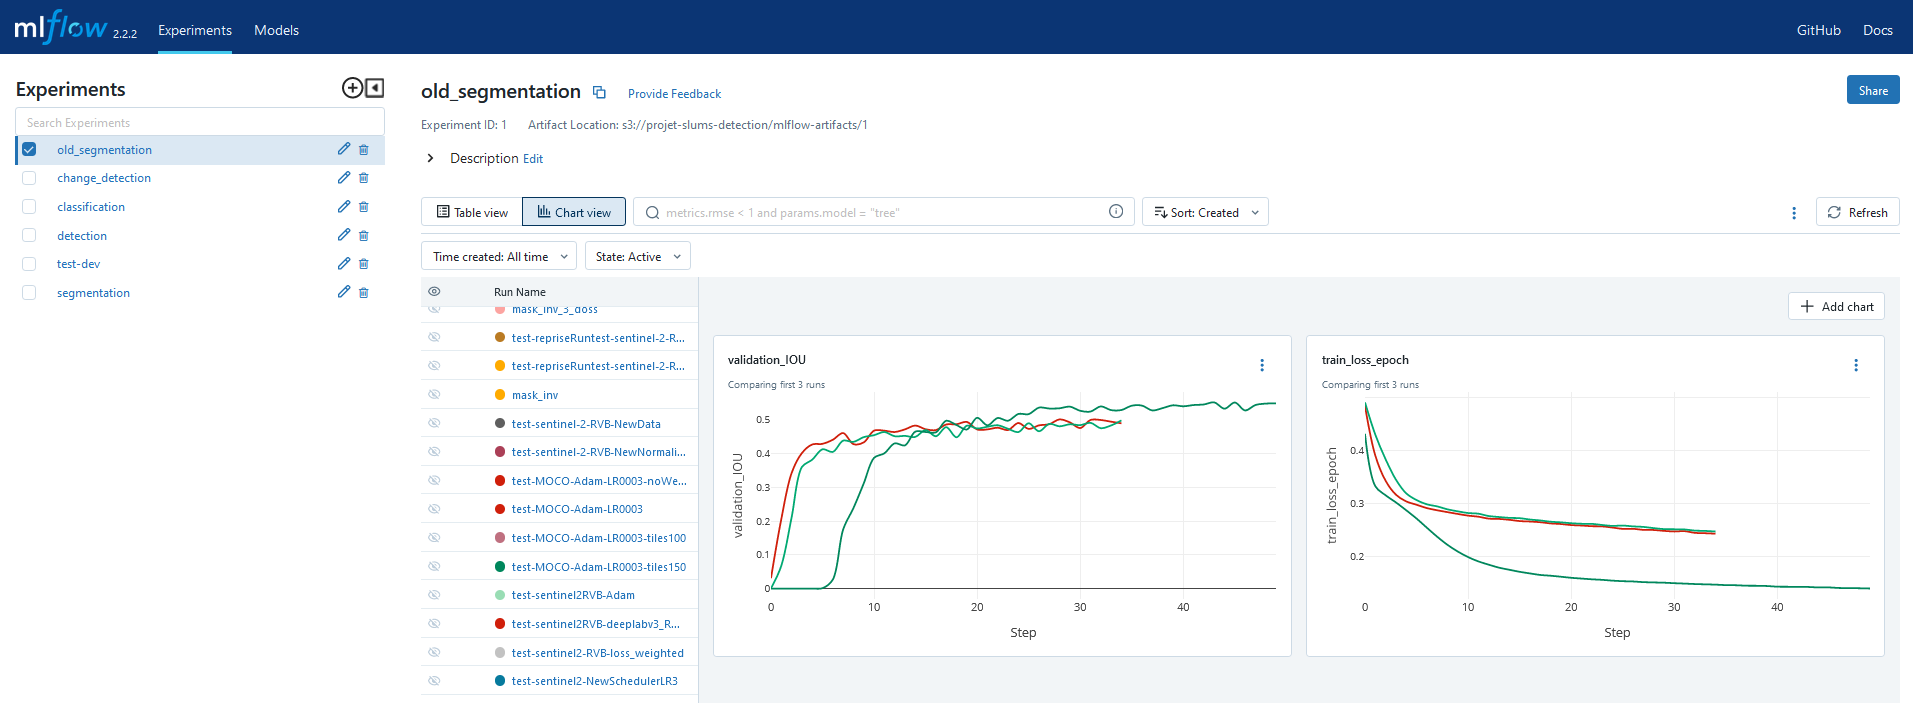 mlflow 2.2.2 Experiments Models GitHub Docs
Experiments
Search Experiments
old_segmentation
change_detection
classification
detection
test-dev
segmentation
old_segmentation Provide Feedback Share
Experiment ID: 1 Artifact Location: s3://projet-slums-detection/mlflow-artifacts/1
Description Edit
Table view Chart view metrics.rmse < 1 and params.model = "tree" Sort: Created Refresh
Time created: All time State: Active
Run Name
mask_inv_3_doss
test-repriseRuntest-sentinel-2-R...
test-repriseRuntest-sentinel-2-R...
mask_inv
test-sentinel-2-RVB-NewData
test-sentinel-2-RVB-NewNormali...
test-MOCO-Adam-LR0003-noWe...
test-MOCO-Adam-LR0003
test-MOCO-Adam-LR0003-tiles100
test-MOCO-Adam-LR0003-tiles150
test-sentinel2RVB-Adam
test-sentinel2RVB-deeplabv3_R...
test-sentinel2-RVB-loss_weighted
test-sentinel2-NewSchedulerLR3
Add chart
validation_IOU
Comparing first 3 runs
0.5
0.4
0.3
0.2
0.1
0
validation_IOU
0 10 20 30 40
Step
train_loss_epoch
Comparing first 3 runs
0.4
0.3
0.2
train_loss_epoch
0 10 20 30 40
Step